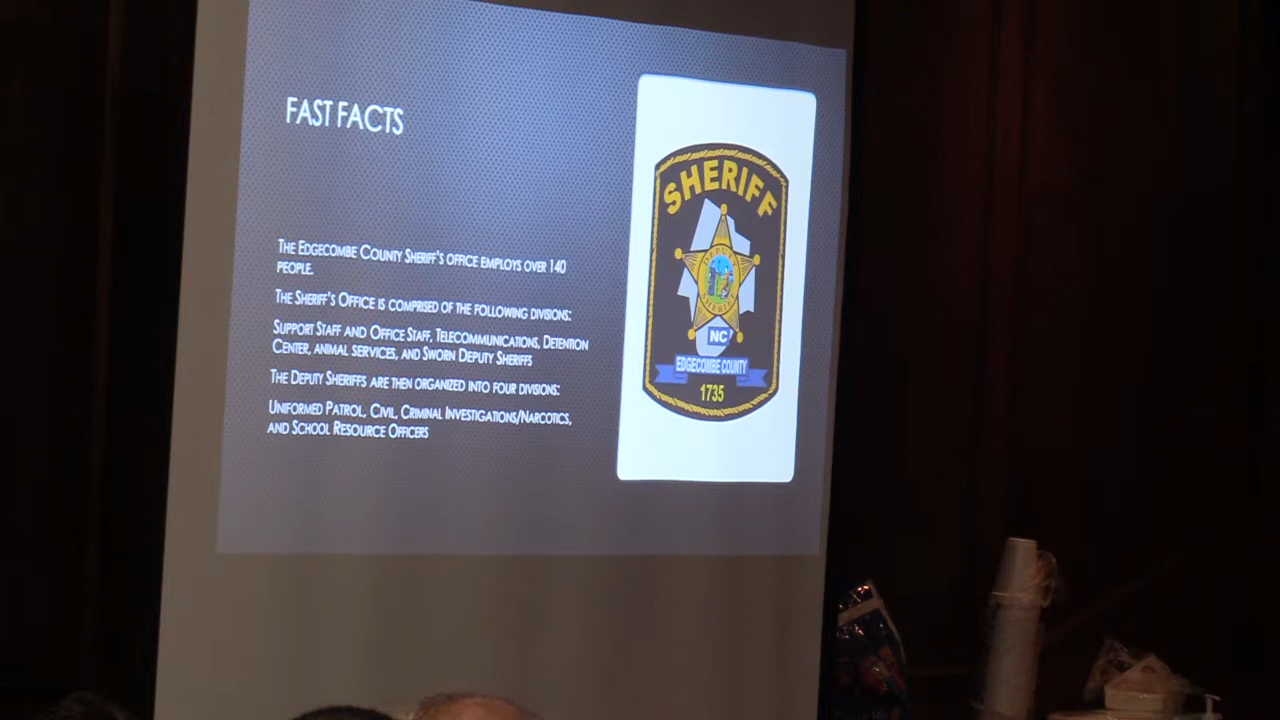 FAST FACTS
THE EDGECOMBE COUNTY SHERIFF'S OFFICE EMPLOYS OVER 140
PEOPLE.
THE SHERIFF'S OFFICE IS COMPRISED OF THE FOLLOWING DIVISIONS:
SUPPORT STAFF AND OFFICE STAFF, TELECOMMUNICATIONS, DETENTION
CENTER, ANIMAL SERVICES, AND SWORN DEPUTY SHERIFFS
THE DEPUTY SHERIFFS ARE THEN ORGANIZED INTO FOUR DIVISIONS:
UNIFORMED PATROL, CIVIL, CRIMINAL INVESTIGATIONS/NARCOTICS,
AND SCHOOL RESOURCE OFFICERS
SHERIFF
DEPUTY
SHERIFF
NC
EDGECOMBE COUNTY
1735